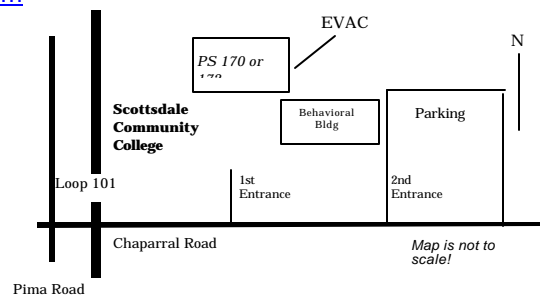 EVAC
N
PS 170 or
Scottsdale
Community
College
Behavioral
Bldg
Parking
Loop 101
1st
Entrance
2nd
Entrance
Chaparral Road
Map is not to
scale!
Pima Road